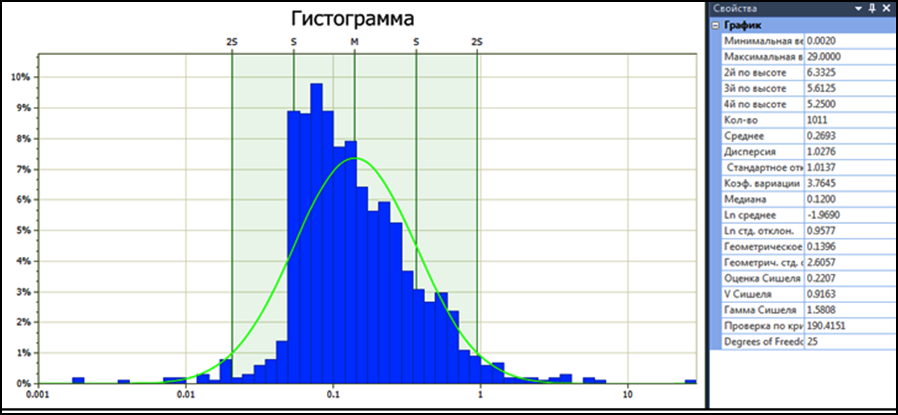 Гистограмма
2S S M S 2S
10%
9%
8%
7%
6%
5%
4%
3%
2%
1%
0%
0.001 0.01 0.1 1 10
Свойства
График
Минимальная ве 0.0020
Максимальная в 29.0000
2й по высоте 6.3325
3й по высоте 5.6125
4й по высоте 5.2500
Кол-во 1011
Среднее 0.2693
Дисперсия 1.0276
Стандартное отк 1.0137
Коэф. вариации 3.7645
Медиана 0.1200
Ln среднее -1.9690
Ln стд. отклон. 0.9577
Геометрическое 0.1396
Геометрич. стд. с 2.6057
Оценка Сишеля 0.2207
V Сишеля 0.9163
Гамма Сишеля 1.5808
Проверка по кри 190.4151
Degrees of Freedc 25